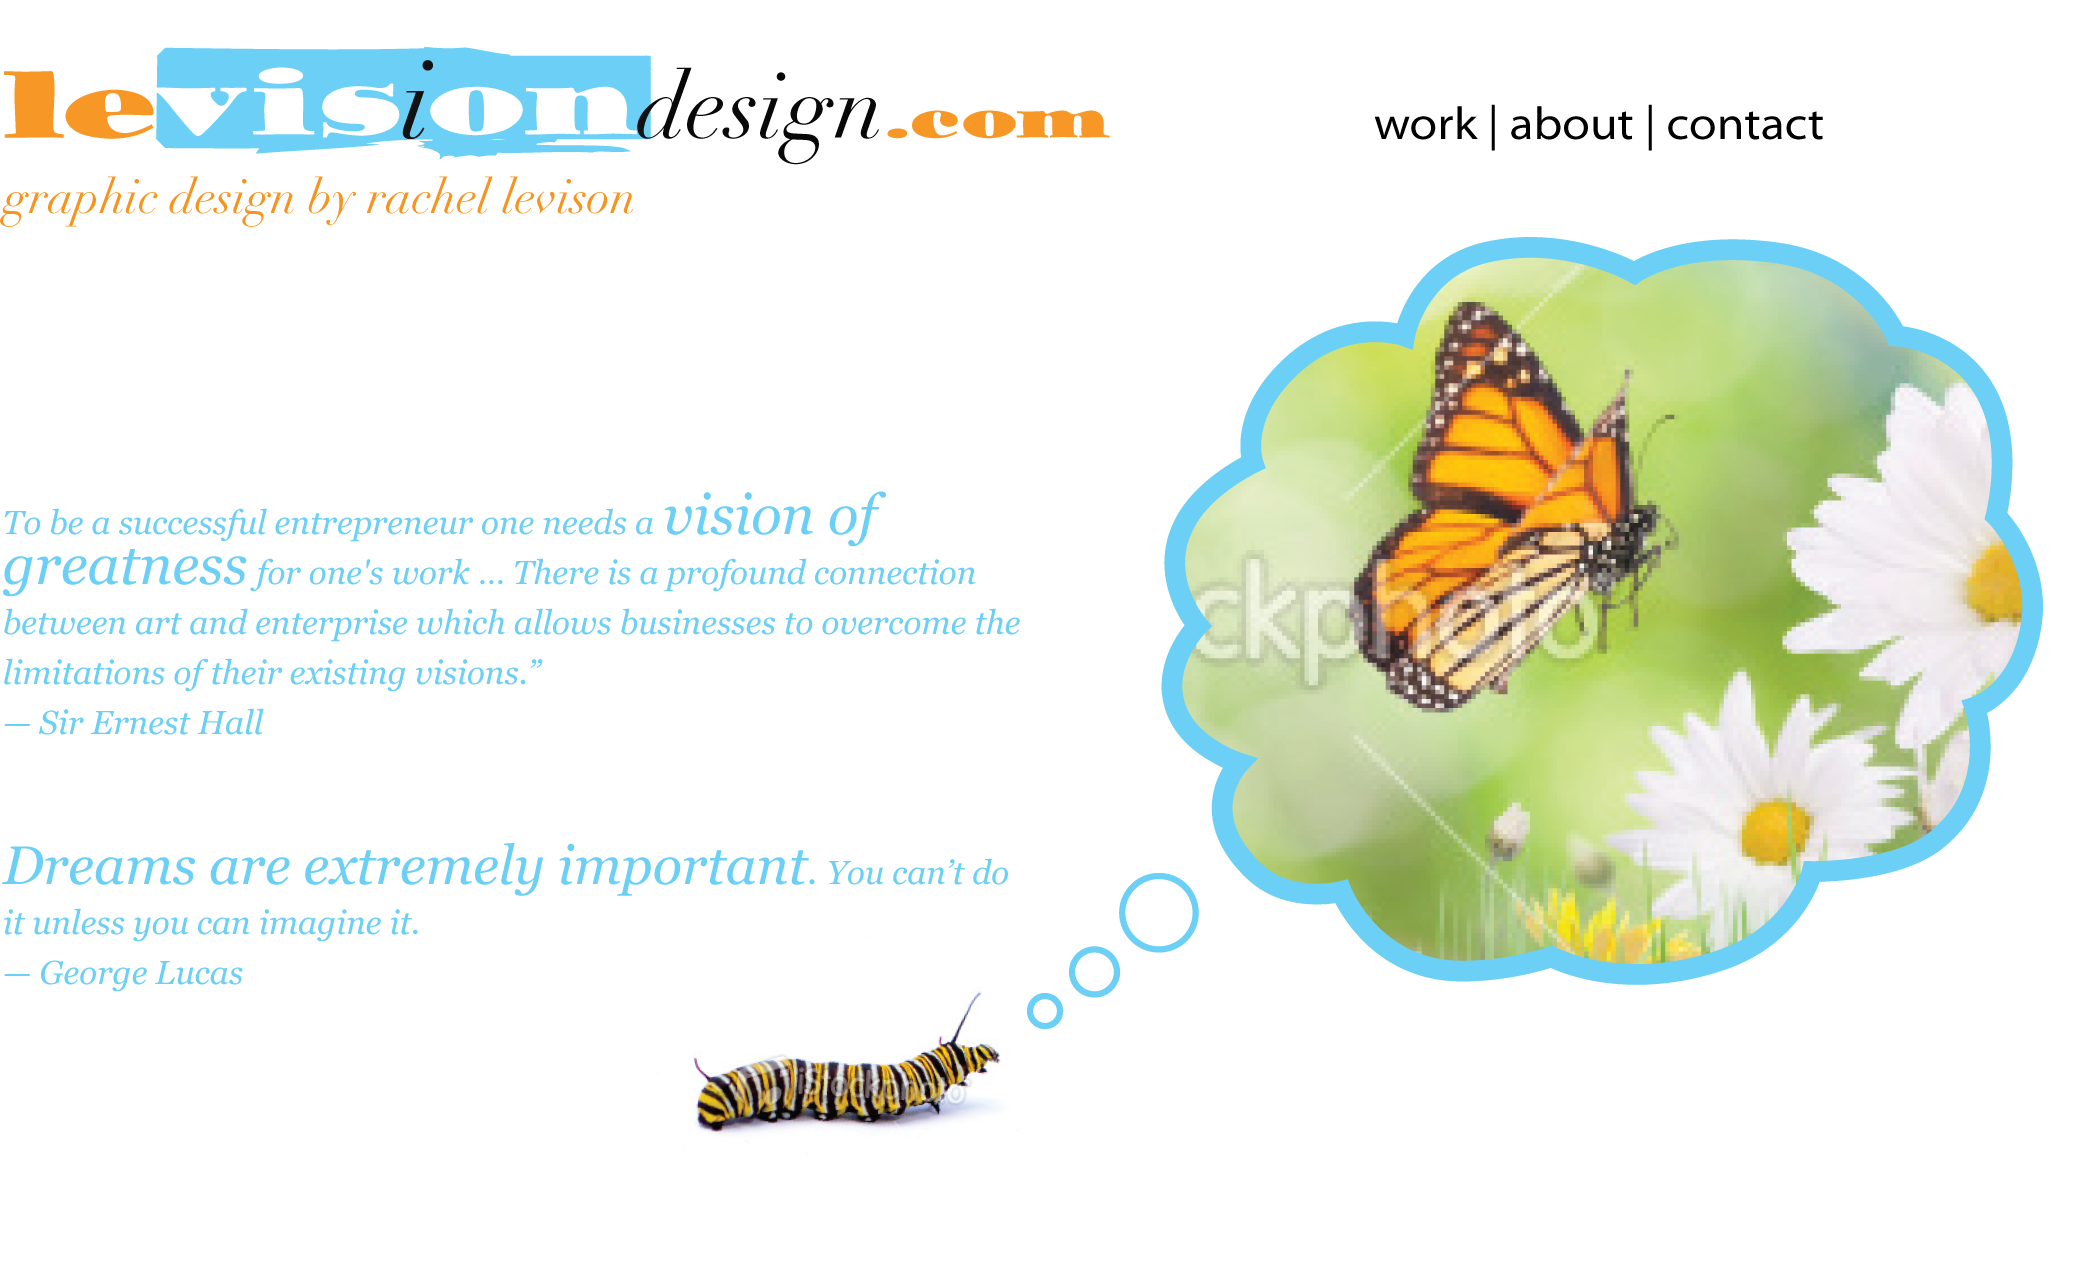 levisiondesign.com
work | about | contact
graphic design by rachel levison
To be a successful entrepreneur one needs a vision of
greatness for one's work ... There is a profound connection
between art and enterprise which allows businesses to overcome the
limitations of their existing visions.”
— Sir Ernest Hall
ckphoto
Dreams are extremely important. You can’t do
it unless you can imagine it.
— George Lucas
iStockphoto